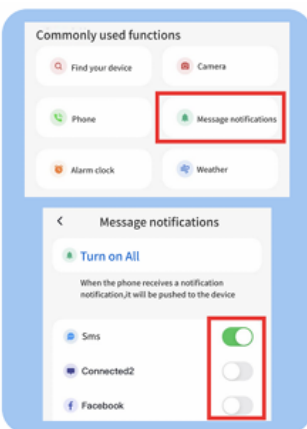 Commonly used functions
Find your device
Camera
Phone
Message notifications
Alarm clock
Weather
< Message notifications
Turn on All
When the phone receives a notification
notification,it will be pushed to the device
Sms
Connected2
Facebook